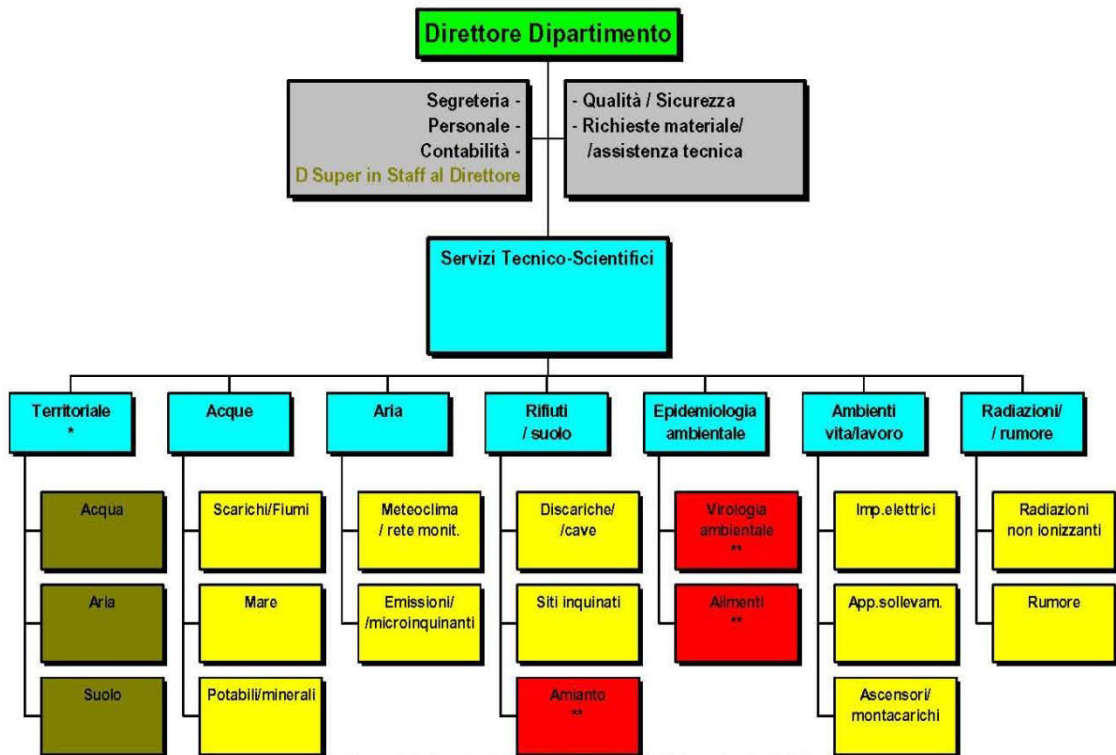 Direttore Dipartimento
Segreteria -
Personale -
Contabilità -
D Super in Staff al Direttore
- Qualità / Sicurezza
- Richieste materiale/
/assistenza tecnica
Servizi Tecnico-Scientifici
Territoriale
*
Acque
Aria
Rifiuti
/ suolo
Epidemiologia
ambientale
Ambienti
vita/lavoro
Radiazioni/
/ rumore
Acqua
Aria
Suolo
Scarichi/Fiumi
Mare
Potabili/minerali
Meteoclima
/ rete monit.
Emissioni/
/microinquinanti
Discariche/
/cave
Siti inquinati
Amianto
**
Virologia
ambientale
**
Alimenti
**
Imp.elettrici
App.sollevam.
Ascensori/
montacarichi
Radiazioni
non ionizzanti
Rumore